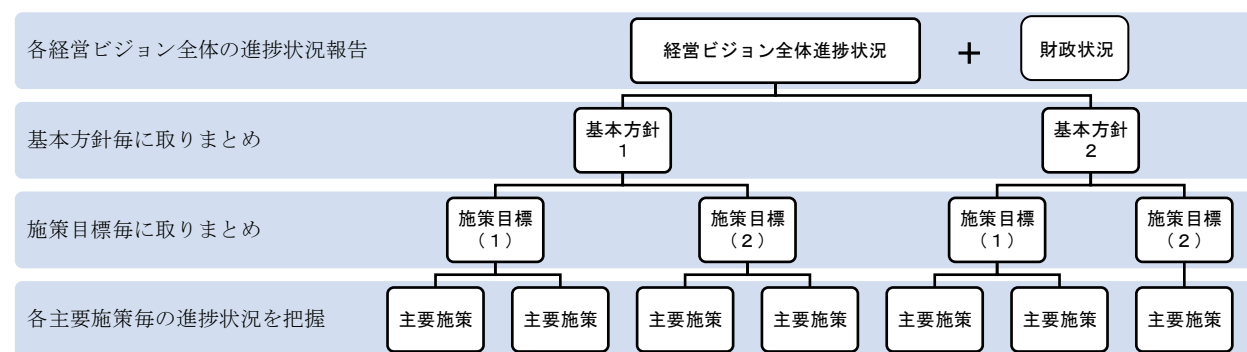 各経営ビジョン全体の進捗状況報告
経営ビジョン全体進捗状況
+
財政状況
基本方針毎に取りまとめ
基本方針
1
基本方針
2
施策目標毎に取りまとめ
施策目標
(1)
施策目標
(2)
施策目標
(1)
施策目標
(2)
各主要施策毎の進捗状況を把握
主要施策
主要施策
主要施策
主要施策
主要施策
主要施策
主要施策